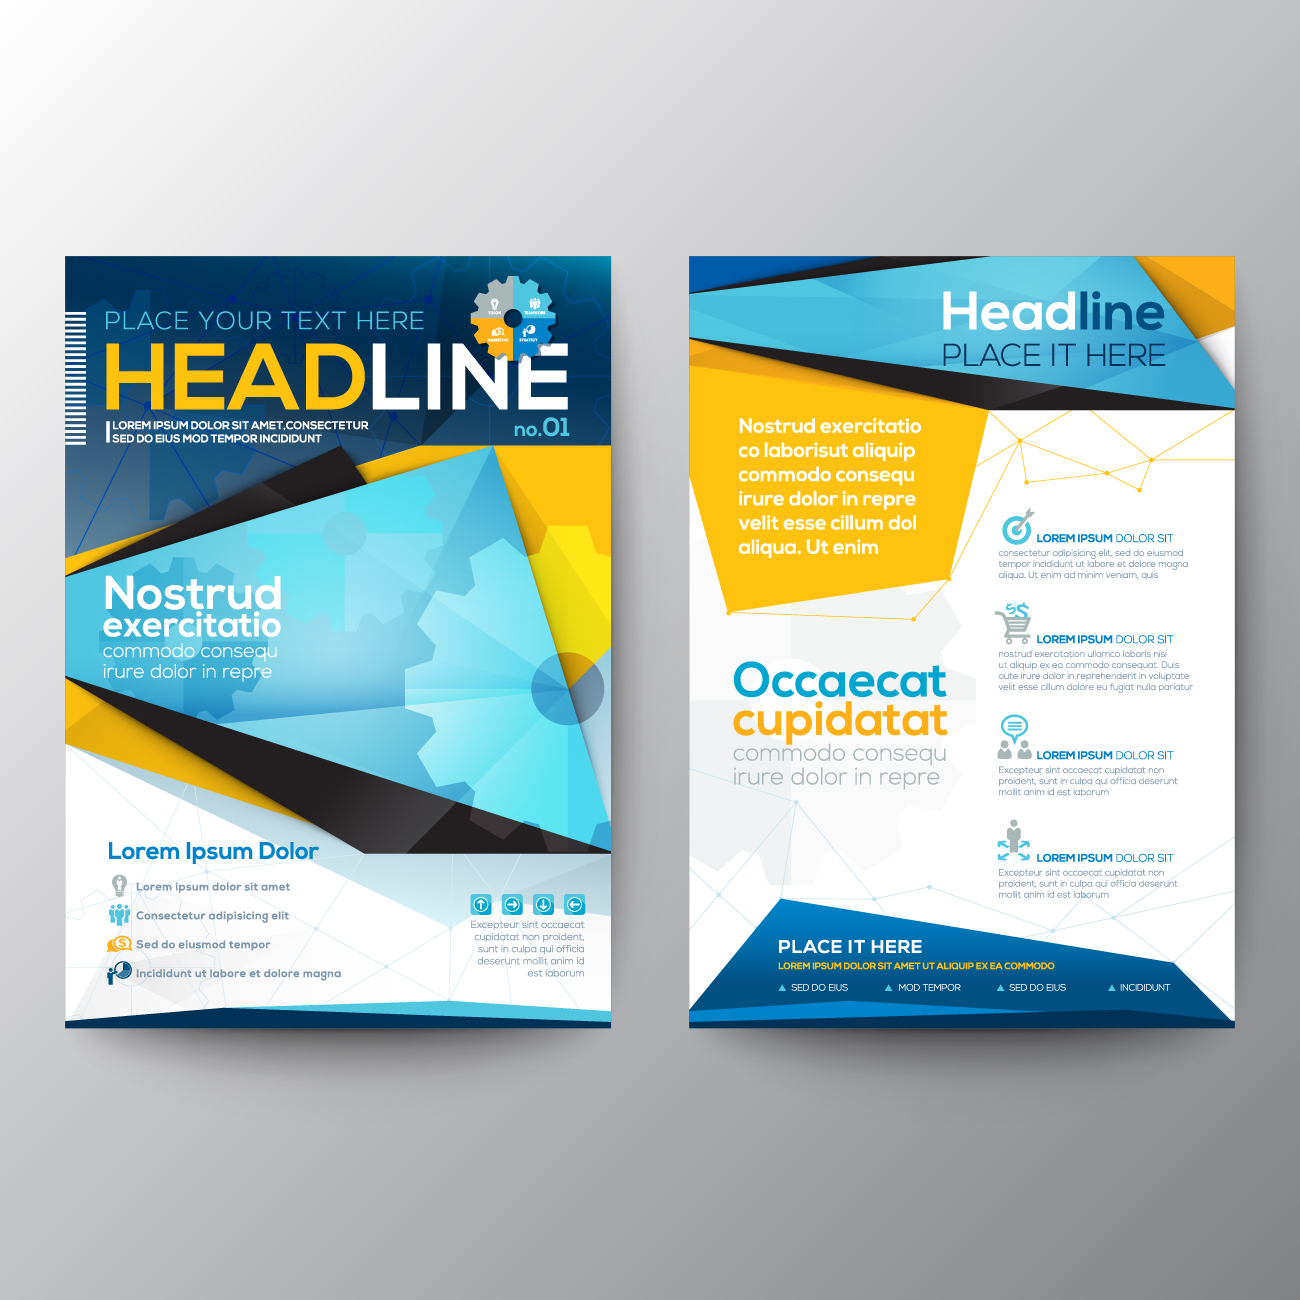 PLACE YOUR TEXT HERE
HEADLINE
LOREM IPSUM DOLOR SIT AMET,CONSECTETUR
SED DO EIUS MOD TEMPOR INCIDIDUNT
no.01
VISION
TEAMWORK
MARKETING
STRATEGY
Nostrud
exercitatio
commodo consequ
irure dolor in repre
Lorem Ipsum Dolor
Lorem ipsum dolor sit amet
Consectetur adipisicing elit
Sed do eiusmod tempor
Incididunt ut labore et dolore magna
Excepteur sint occaecat
cupidatat non proident,
sunt in culpa qui officia
deserunt mollit anim id
est laborum
Headline
PLACE IT HERE
Nostrud exercitatio
co laborisut aliquip
commodo consequ
irure dolor in repre
velit esse cillum dol
aliqua. Ut enim
Occaecat
cupidatat
commodo consequ
irure dolor in repre
LOREM IPSUM DOLOR SIT
consectetur adipisicing elit, sed do eiusmod
tempor incididunt ut labore et dolore magna
aliqua. Ut enim ad minim veniam, quis
LOREM IPSUM DOLOR SIT
nostrud exercitation ullamco laboris nisi
ut aliquip ex ea commodo consequat. Duis
aute irure dolor in reprehenderit in voluptate
velit esse cillum dolore eu fugiat nulla pariatur
LOREM IPSUM DOLOR SIT
Excepteur sint occaecat cupidatat non
proident, sunt in culpa qui officia deserunt
mollit anim id est laborum
LOREM IPSUM DOLOR SIT
Excepteur sint occaecat cupidatat non
proident, sunt in culpa qui officia deserunt
mollit anim id est laborum
PLACE IT HERE
LOREM IPSUM DOLOR SIT AMET UT ALIQUIP EX EA COMMODO
SED DO EIUS MOD TEMPOR SED DO EIUS INCIDIDUNT